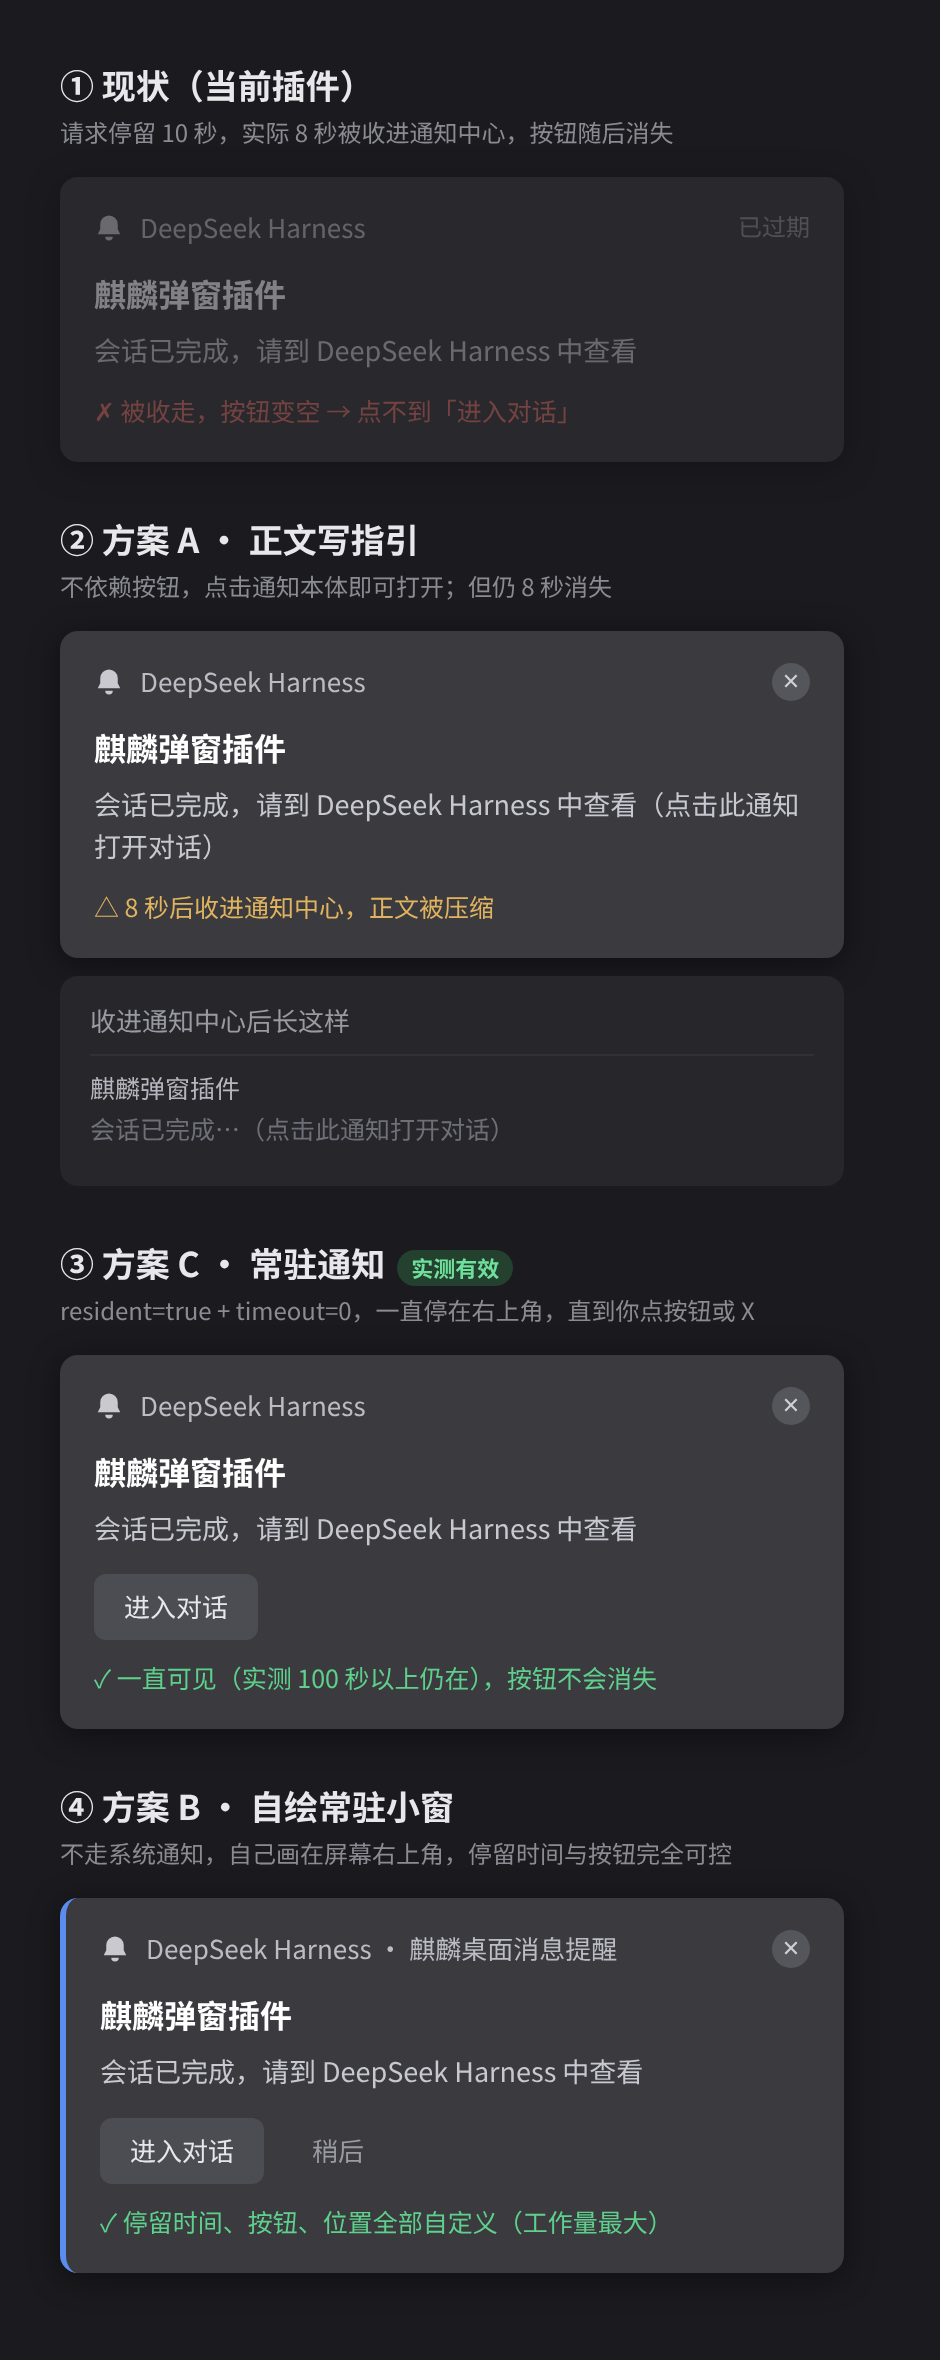 ① 现状（当前插件）
请求停留 10 秒，实际 8 秒被收进通知中心，按钮随后消失
DeepSeek Harness 已过期
麒麟弹窗插件
会话已完成，请到 DeepSeek Harness 中查看
✗ 被收走，按钮变空 → 点不到「进入对话」
② 方案 A · 正文写指引
不依赖按钮，点击通知本体即可打开；但仍 8 秒消失
DeepSeek Harness ✕
麒麟弹窗插件
会话已完成，请到 DeepSeek Harness 中查看（点击此通知
打开对话）
△ 8 秒后收进通知中心，正文被压缩
收进通知中心后长这样
麒麟弹窗插件
会话已完成…（点击此通知打开对话）
③ 方案 C · 常驻通知 实测有效
resident=true + timeout=0，一直停在右上角，直到你点按钮或 X
DeepSeek Harness ✕
麒麟弹窗插件
会话已完成，请到 DeepSeek Harness 中查看
进入对话
✓ 一直可见（实测 100 秒以上仍在），按钮不会消失
④ 方案 B · 自绘常驻小窗
不走系统通知，自己画在屏幕右上角，停留时间与按钮完全可控
DeepSeek Harness · 麒麟桌面消息提醒 ✕
麒麟弹窗插件
会话已完成，请到 DeepSeek Harness 中查看
进入对话 稍后
✓ 停留时间、按钮、位置全部自定义（工作量最大）